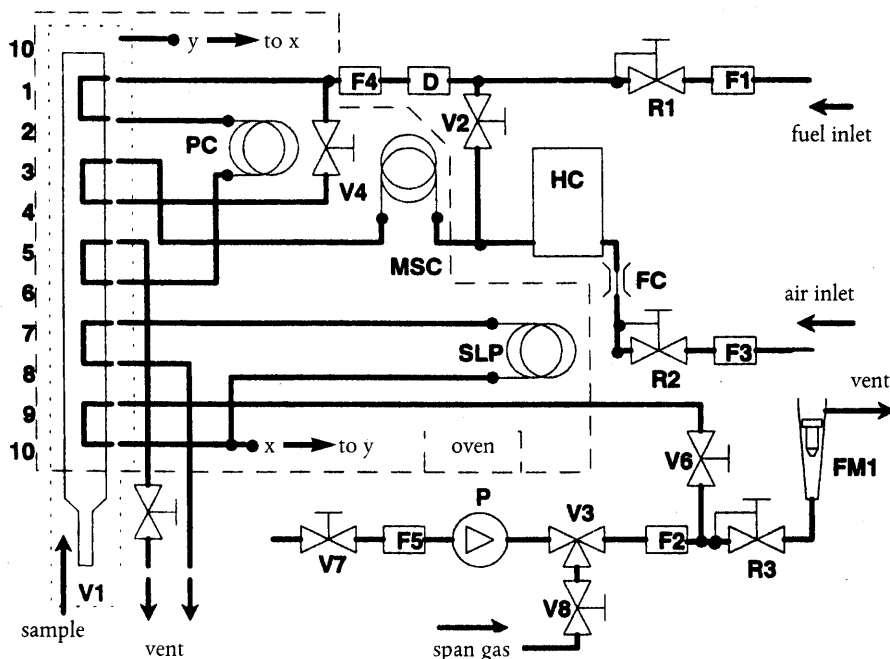 10
y → to x
F4
D
F1
1
R1
V2
fuel inlet
2
PC
3
V4
HC
4
5
MSC
FC
6
air inlet
7
SLP
F3
8
R2
vent
9
x → to y
oven
V6
10
FM1
P
V3
F5
F2
V7
R3
V1
V8
sample
vent
span gas